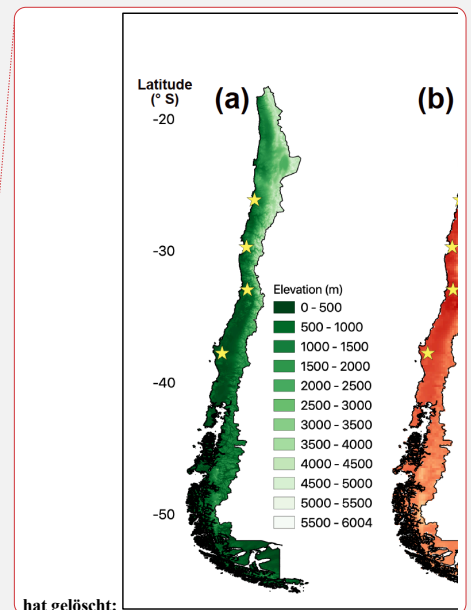 Latitude
(° S)
(a)
(b)
-20
-30
-40
-50
Elevation (m)
0 - 500
500 - 1000
1000 - 1500
1500 - 2000
2000 - 2500
2500 - 3000
3000 - 3500
3500 - 4000
4000 - 4500
4500 - 5000
5000 - 5500
5500 - 6004
hat gelöscht: